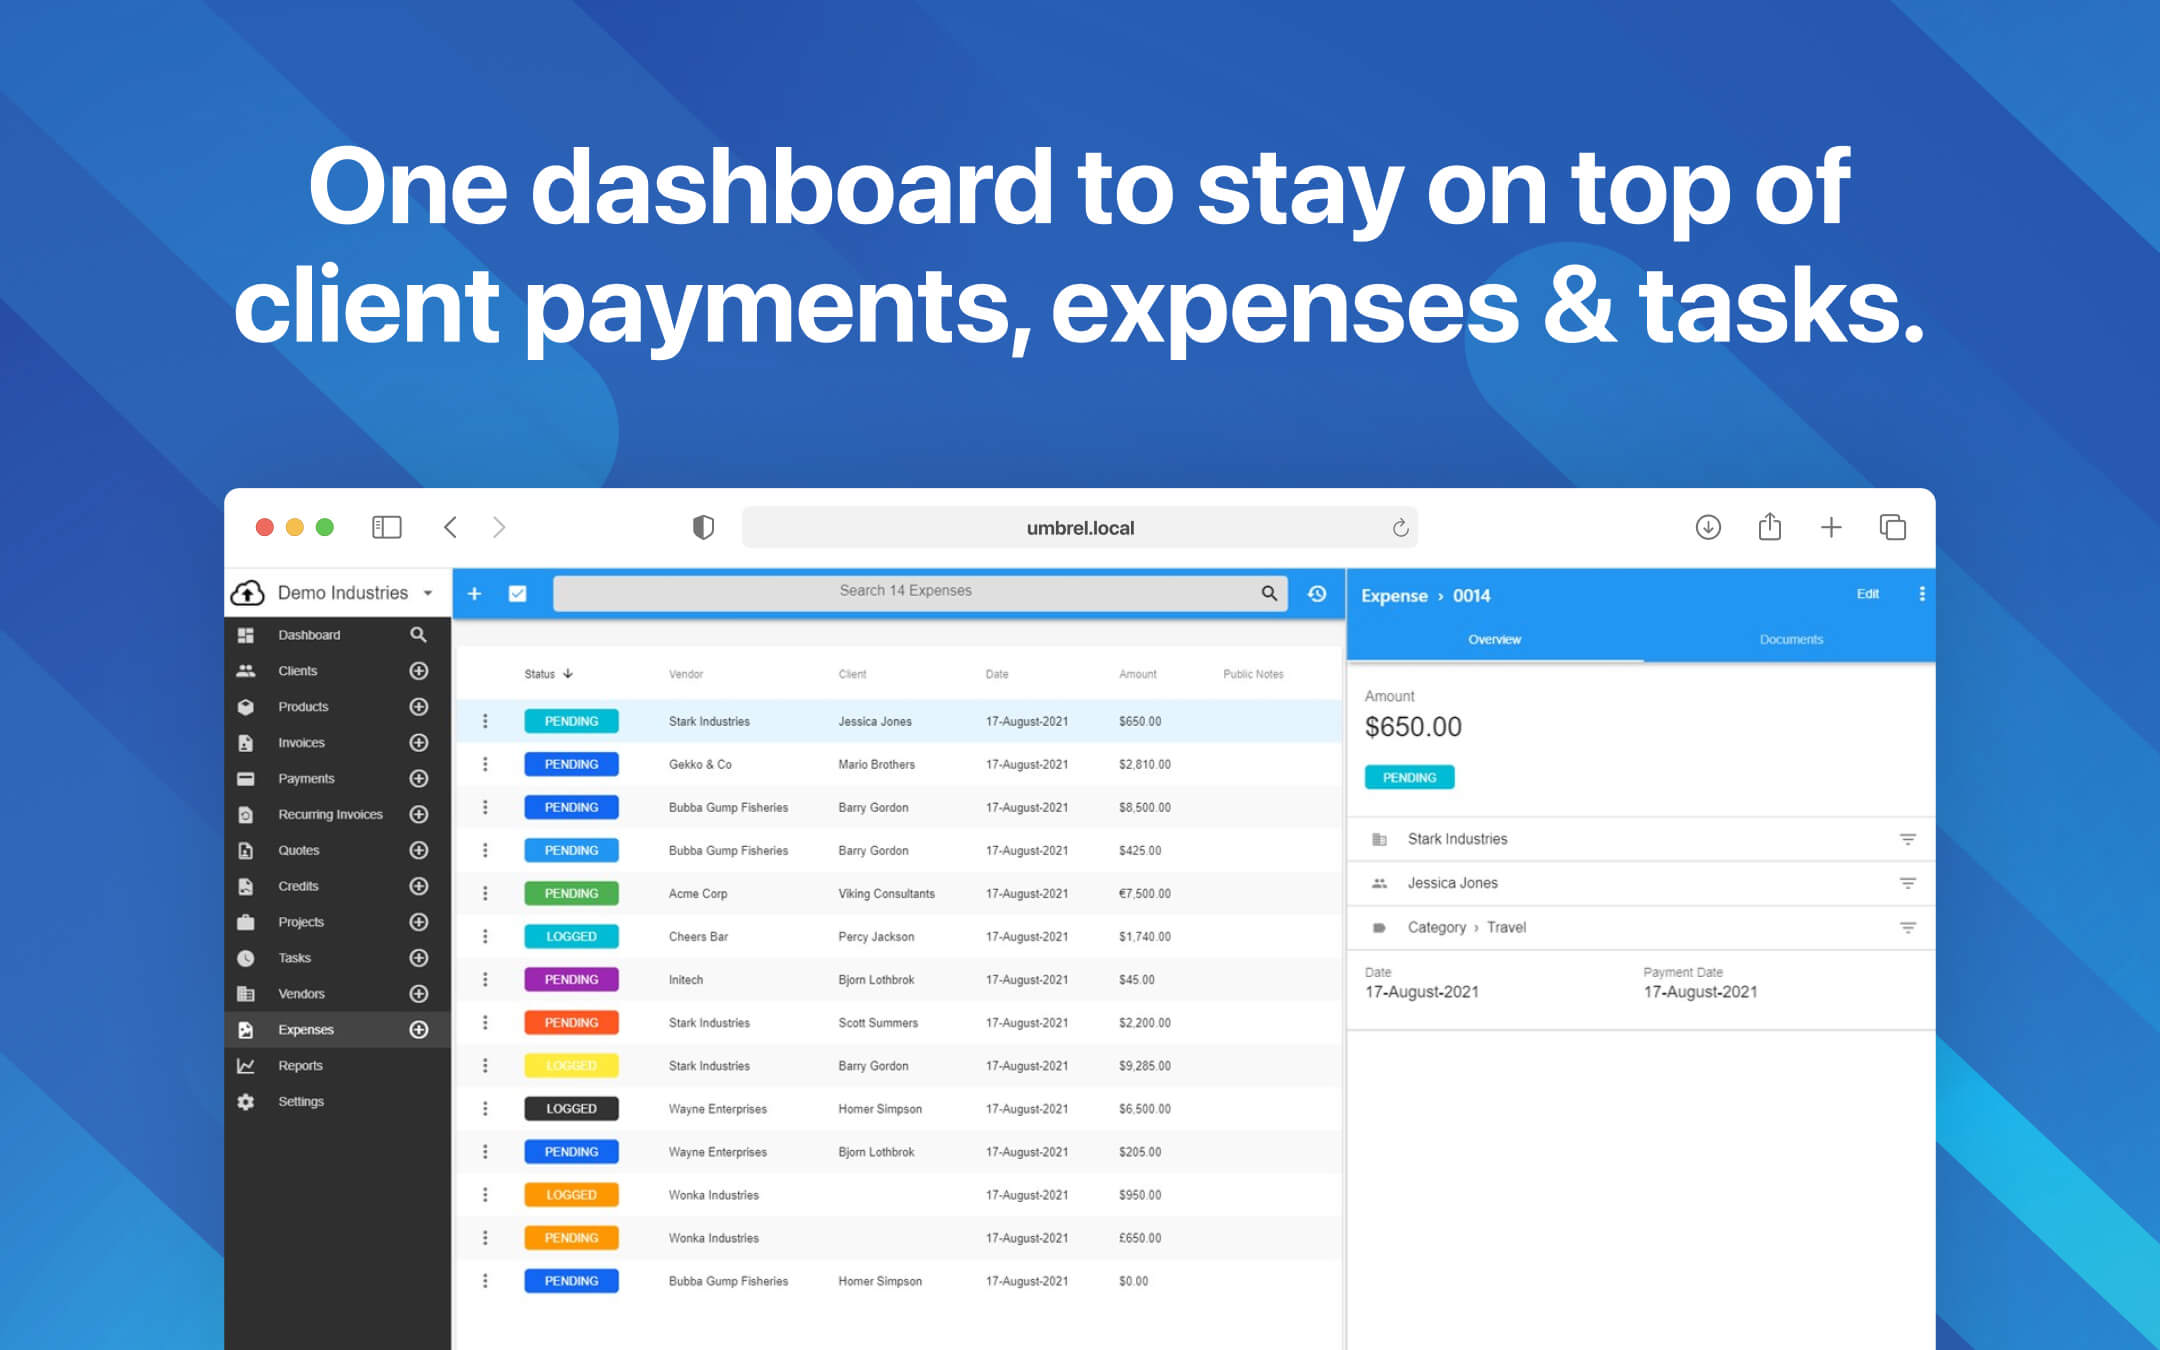 One dashboard to stay on top of
client payments, expenses & tasks.
umbrel.local
Demo Industries
Dashboard
Clients
Products
Invoices
Payments
Recurring Invoices
Quotes
Credits
Projects
Tasks
Vendors
Expenses
Reports
Settings
Search 14 Expenses
Status Vendor Client Date Amount Public Notes
PENDING Stark Industries Jessica Jones 17-August-2021 $650.00
PENDING Gekko & Co Mario Brothers 17-August-2021 $2,810.00
PENDING Bubba Gump Fisheries Barry Gordon 17-August-2021 $8,500.00
PENDING Bubba Gump Fisheries Barry Gordon 17-August-2021 $425.00
PENDING Acme Corp Viking Consultants 17-August-2021 €7,500.00
LOGGED Cheers Bar Percy Jackson 17-August-2021 $1,740.00
PENDING Initech Bjorn Lothbrok 17-August-2021 $45.00
PENDING Stark Industries Scott Summers 17-August-2021 $2,200.00
LOGGED Stark Industries Barry Gordon 17-August-2021 $9,285.00
LOGGED Wayne Enterprises Homer Simpson 17-August-2021 $6,500.00
PENDING Wayne Enterprises Bjorn Lothbrok 17-August-2021 $205.00
LOGGED Wonka Industries 17-August-2021 $950.00
PENDING Wonka Industries 17-August-2021 £650.00
PENDING Bubba Gump Fisheries Homer Simpson 17-August-2021 $0.00
Expense › 0014 Edit
Overview Documents
Amount
$650.00
PENDING
Stark Industries
Jessica Jones
Category › Travel
Date Payment Date
17-August-2021 17-August-2021